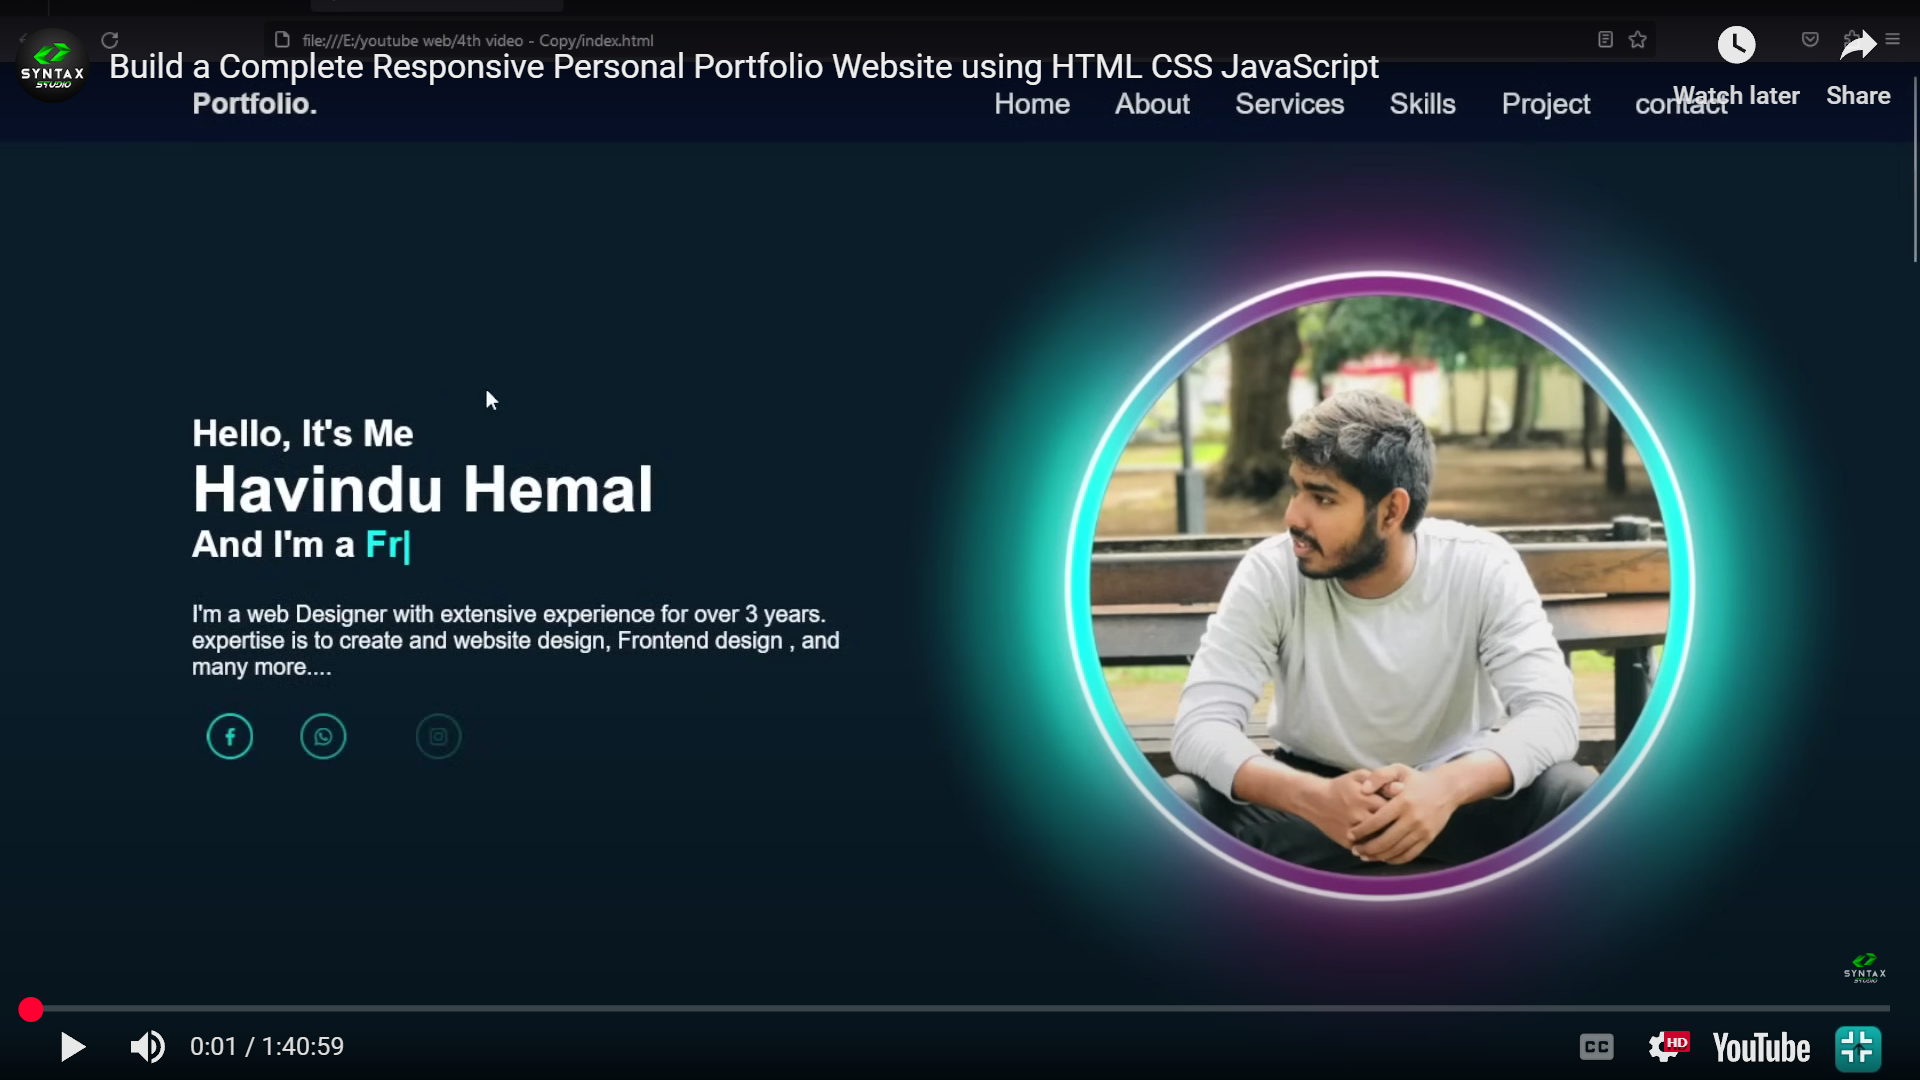 file:///E:/youtube web/4th video - Copy/index.html
SYNTAX
STUDIO
Build a Complete Responsive Personal Portfolio Website using HTML CSS JavaScript
Watch later
Share
Portfolio.
Home
About
Services
Skills
Project
contact
Hello, It's Me
Havindu Hemal
And I'm a Fr|
I'm a web Designer with extensive experience for over 3 years.
expertise is to create and website design, Frontend design , and
many more....
SYNTAX
STUDIO
0:01 / 1:40:59
CC
HD
YouTube